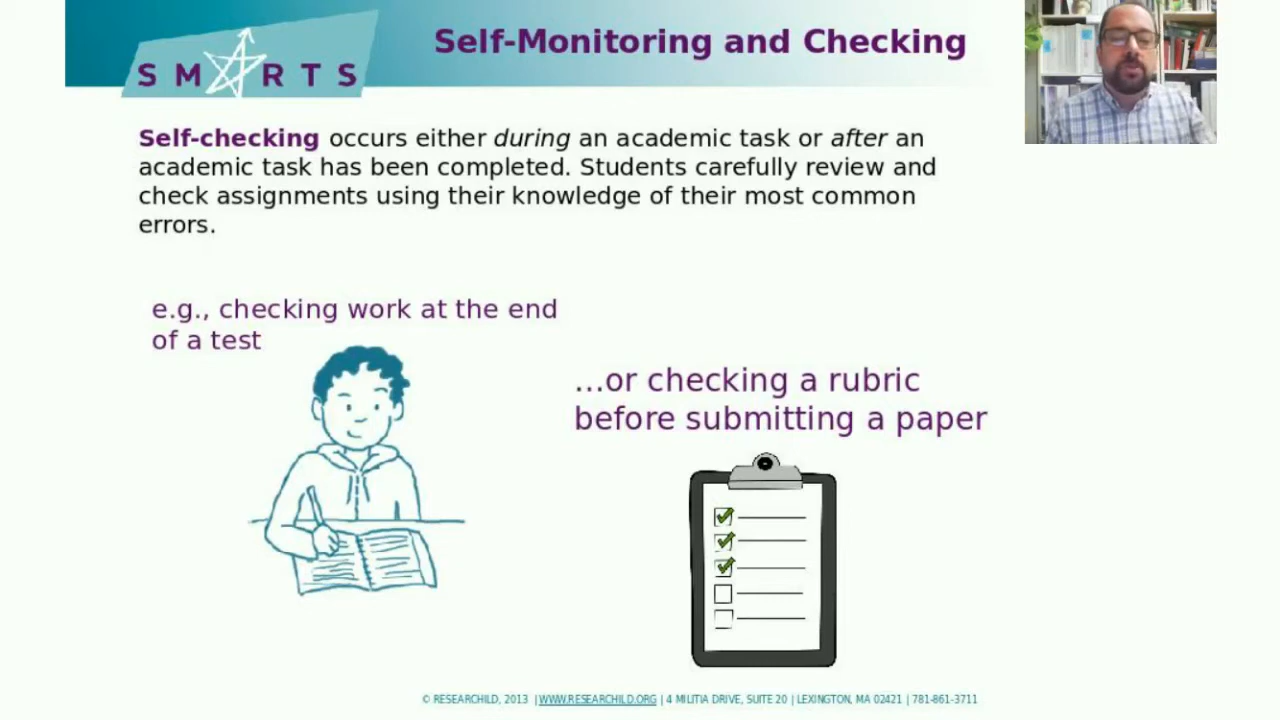 SMARTS
Self-Monitoring and Checking
Self-checking occurs either during an academic task or after an
academic task has been completed. Students carefully review and
check assignments using their knowledge of their most common
errors.
e.g., checking work at the end
of a test
...or checking a rubric
before submitting a paper
© RESEARCHILD, 2013 | WWW.RESEARCHILD.ORG | 4 MILITIA DRIVE, SUITE 20 | LEXINGTON, MA 02421 | 781-861-3711